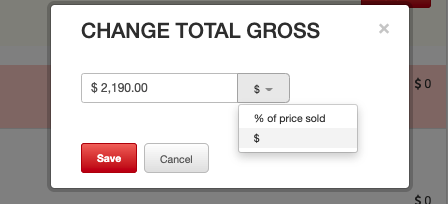 CHANGE TOTAL GROSS ×
$ 2,190.00 $
$ 0
% of price sold
$
Save Cancel
$ 0